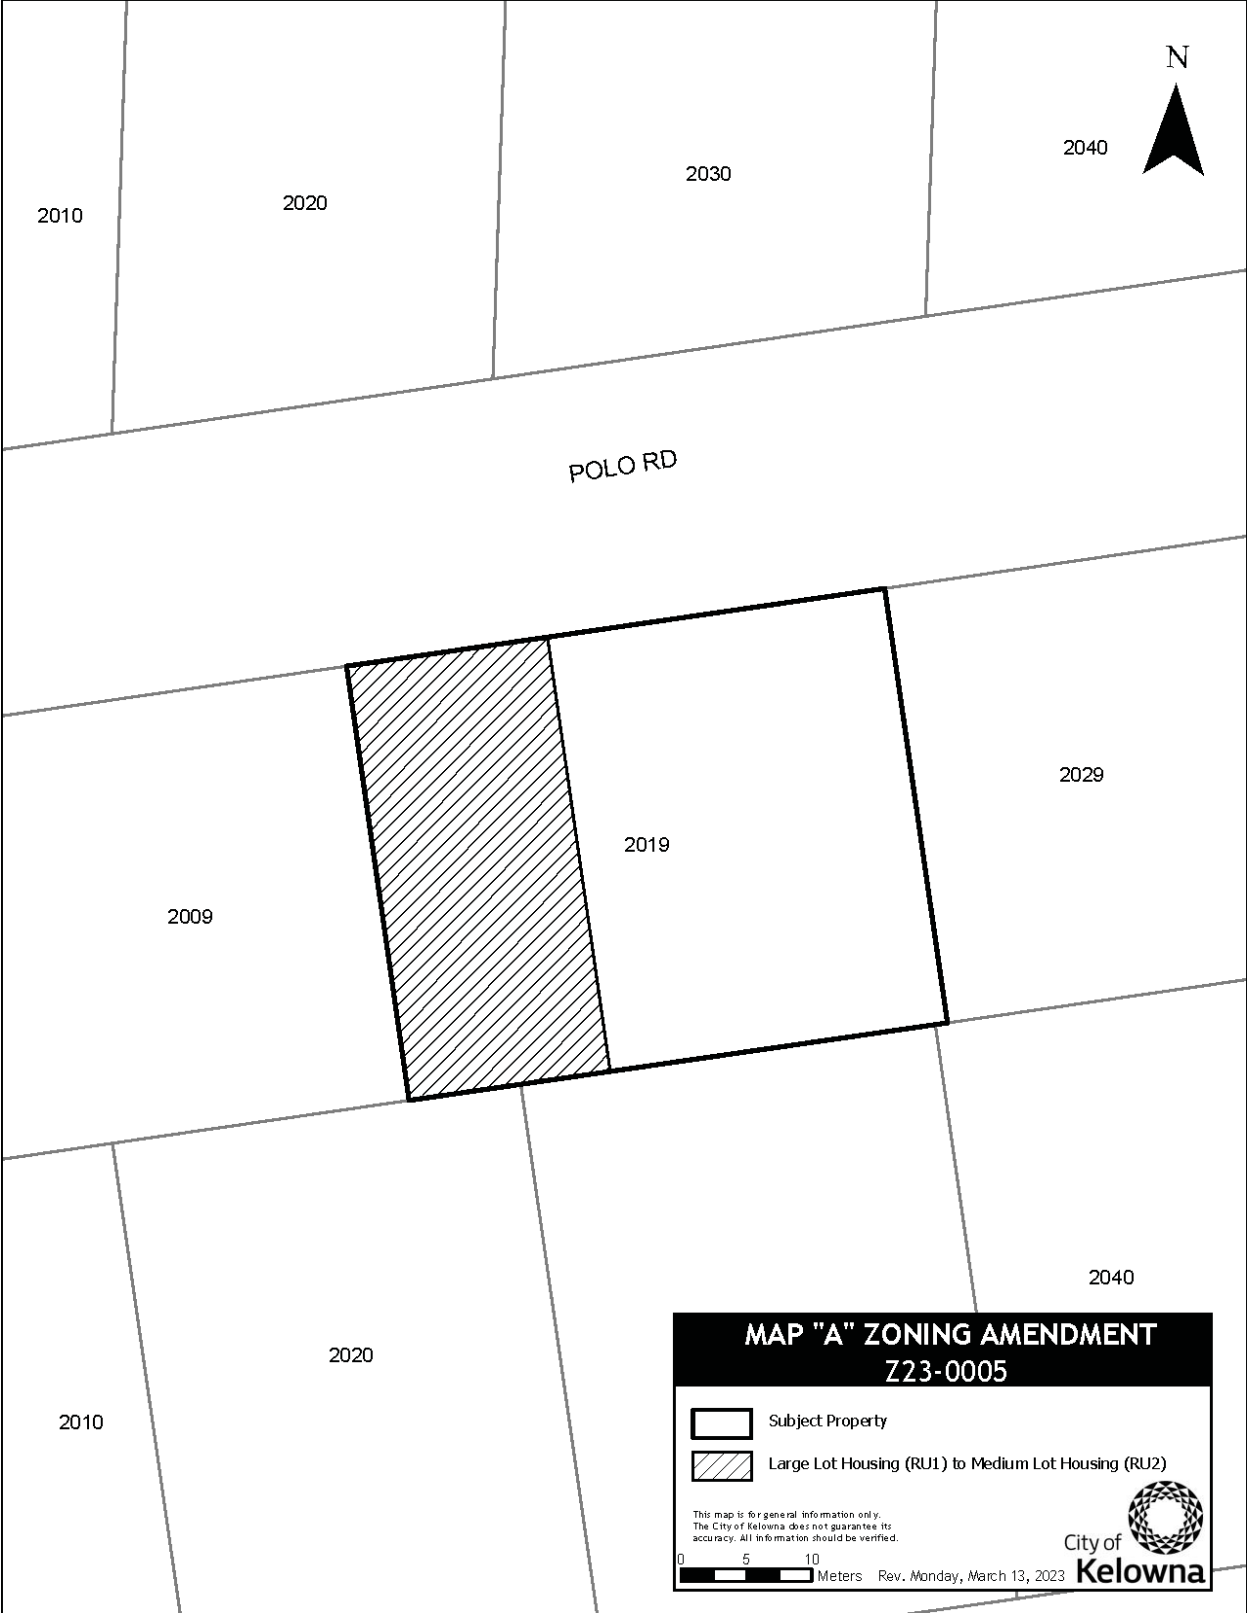 N
2040
2030
2020
2010
POLO RD
2029
2019
2009
2040
2020
2010
MAP "A" ZONING AMENDMENT
Z23-0005
Subject Property
Large Lot Housing (RU1) to Medium Lot Housing (RU2)
This map is for general information only.
The City of Kelowna does not guarantee its
accuracy. All information should be verified.
0 5 10
Meters Rev. Monday, March 13, 2023
City of
Kelowna